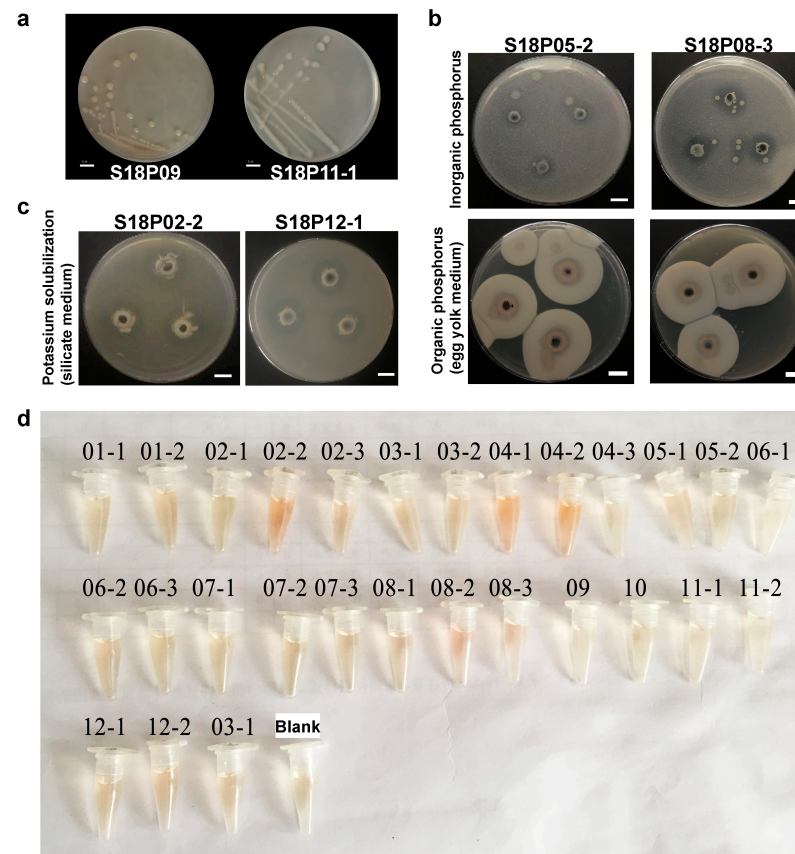 a
S18P09 S18P11-1
b
S18P05-2 S18P08-3
Inorganic phosphorus
Organic phosphorus
(egg yolk medium)
c
S18P02-2 S18P12-1
Potassium solubilization
(silicate medium)
d
01-1 01-2 02-1 02-2 02-3 03-1 03-2 04-1 04-2 04-3 05-1 05-2 06-1
06-2 06-3 07-1 07-2 07-3 08-1 08-2 08-3 09 10 11-1 11-2
12-1 12-2 03-1 Blank